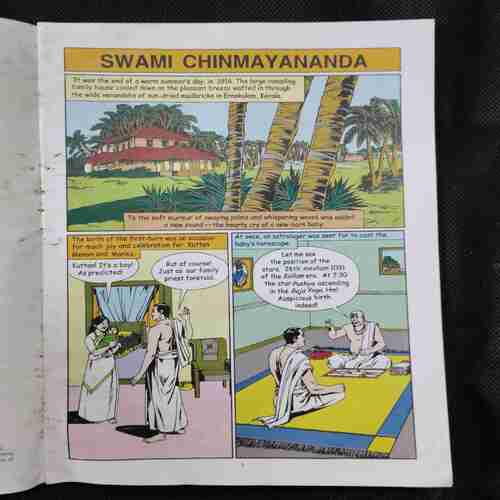 SWAMI CHINMAYANANDA
It was the end of a warm summer's day, in 1916. The large rambling
family house cooled down as the pleasant breeze wafted in through
the wide verandahs of sun-dried mudbricks in Ernakulam, Kerala.
To the soft murmur of swaying palms and whispering waves was added
a new sound — the hearty cry of a new-born baby.
The birth of the first-born was an occasion
for much joy and celebration for Kuttan
Menon and Manku.
Kuttan! It's a boy!
As predicted!
But of course!
Just as our family
priest foretold.
At once, an astrologer was sent for to cast the
baby's horoscope.
Let me see
the position of the
stars. 26th medam 1091
of the Kollam era. At 7:30
the star Pushya ascending
in the Raja Yoga. Hm!
Auspicious birth,
indeed!
1